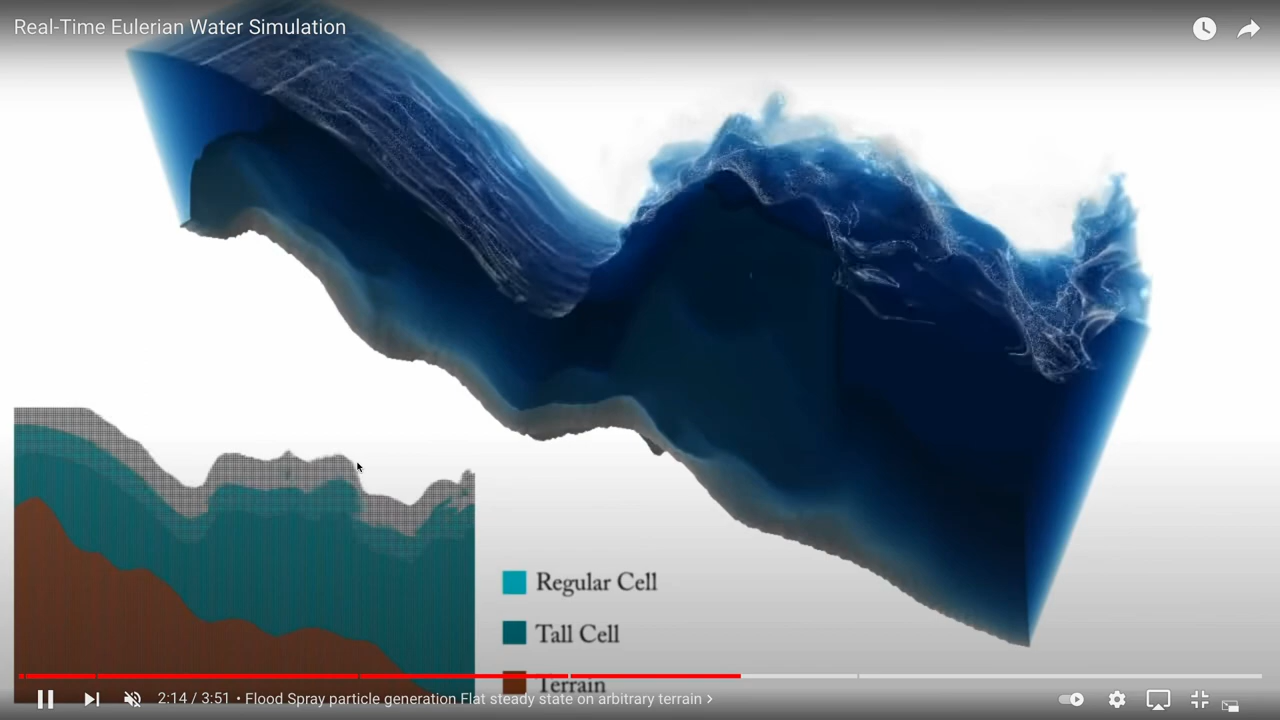 Real-Time Eulerian Water Simulation
Regular Cell
Tall Cell
Terrain
2:14 / 3:51 • Flood Spray particle generation Flat steady state on arbitrary terrain >